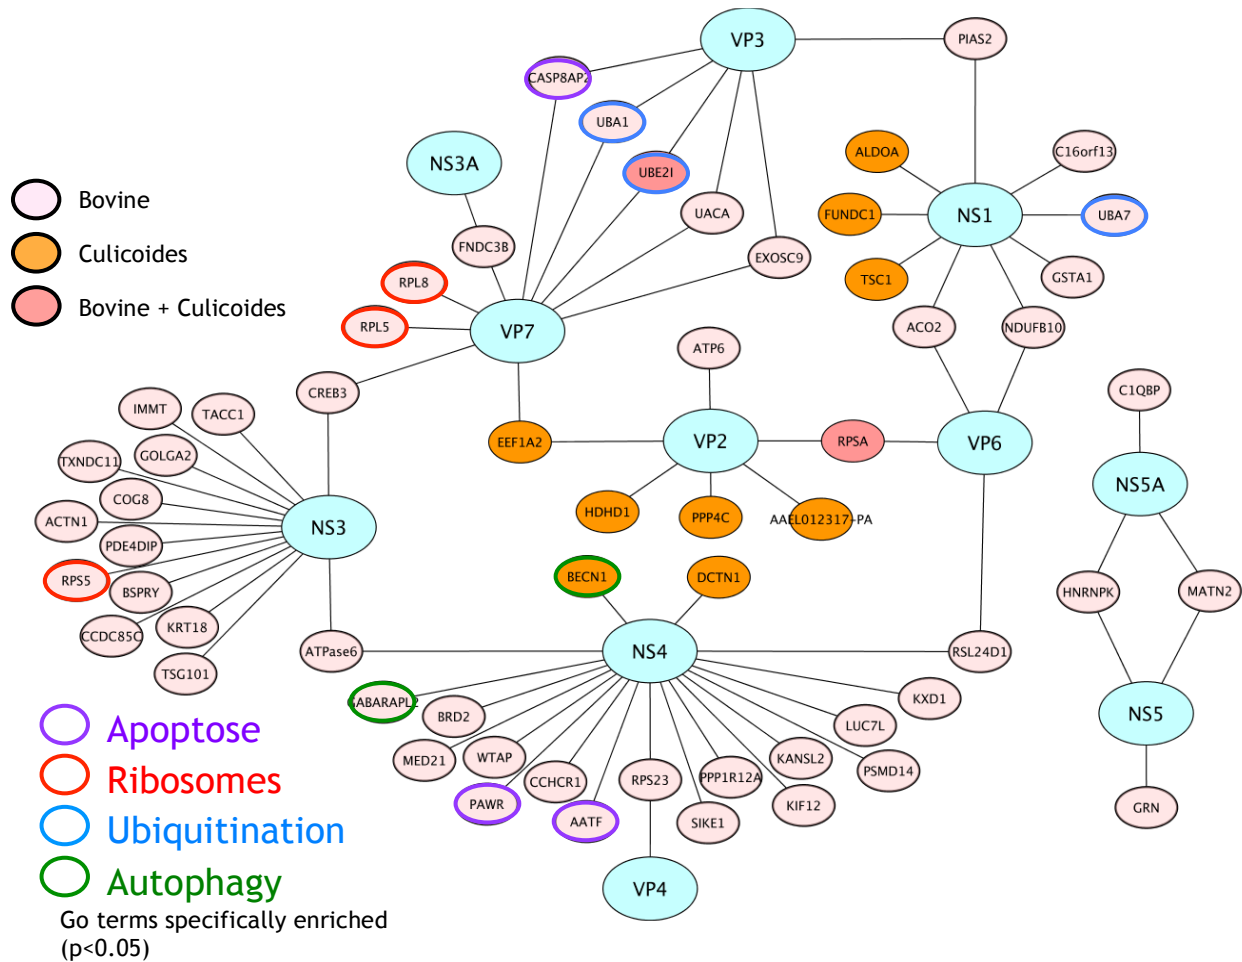 VP3
PIAS2
CASP8AP2
UBA1
NS3A
UBE2I
ALDOA
C16orf13
Bovine
UACA
FUNDC1
NS1
UBA7
Culicoides
FNDC3B
EXOSC9
RPL8
TSC1
GSTA1
Bovine + Culicoides
RPL5
VP7
ACO2
NDUFB10
ATP6
CREB3
C1QBP
IMMT
TACC1
EEF1A2
VP2
RPSA
VP6
TXNDC11
GOLGA2
COG8
NS5A
HDHD1
PPP4C
AAEL012317-PA
ACTN1
NS3
PDE4DIP
RPS5
BSPRY
BECN1
DCTN1
HNRNPK
MATN2
CCDC85C
KRT18
ATPase6
NS4
RSL24D1
TSG101
GABARAPL2
BRD2
KXD1
NS5
LUC7L
Apoptose
MED21
WTAP
KANSL2
PSMD14
CCHCR1
RPS23
PPP1R12A
Ribosomes
PAWR
AATF
SIKE1
KIF12
GRN
Ubiquitination
VP4
Autophagy
Go terms specifically enriched
(p<0.05)